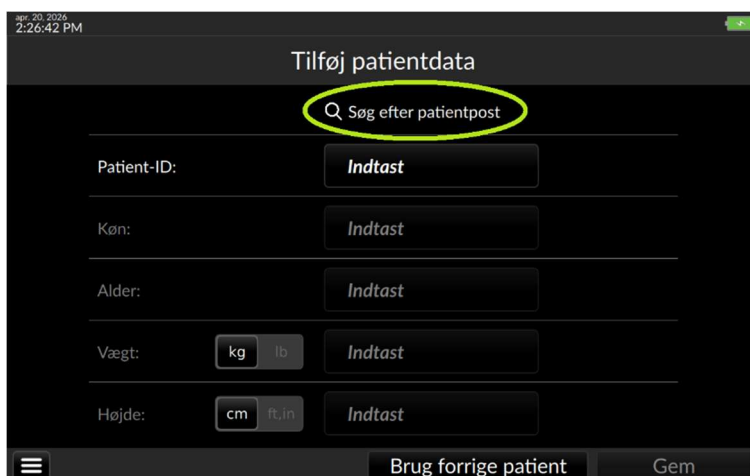 apr. 20, 2026
2:26:42 PM
Tilføj patientdata
Søg efter patientpost
Patient-ID: Indtast
Køn: Indtast
Alder: Indtast
Vægt: kg lb Indtast
Højde: cm ft,in Indtast
Brug forrige patient Gem